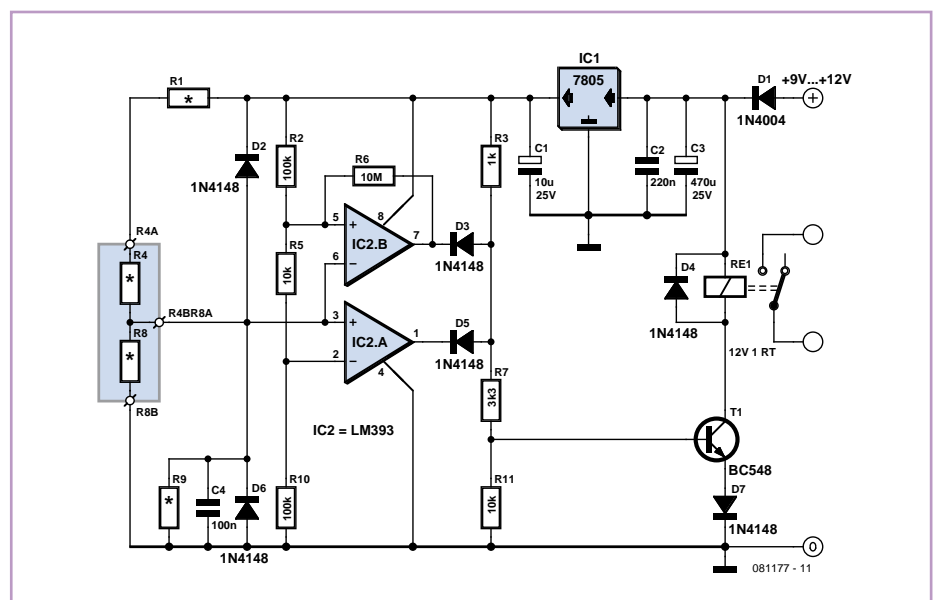 IC1
7805
D1
+9V...+12V
+
1N4004
R1
*
D2
1N4148
R2
100k
R6
10M
R3
1k
C1
10u
25V
C2
220n
C3
470u
25V
R4A
R4
*
R4BR8A
R8
*
R8B
R5
10k
5
+
6
–
8
7
IC2.B
D3
1N4148
3
+
2
–
1
4
IC2.A
D5
1N4148
IC2 = LM393
R7
3k3
D4
1N4148
RE1
12V 1 RT
T1
BC548
R9
*
C4
100n
D6
1N4148
R10
100k
R11
10k
D7
1N4148
0
081177 - 11